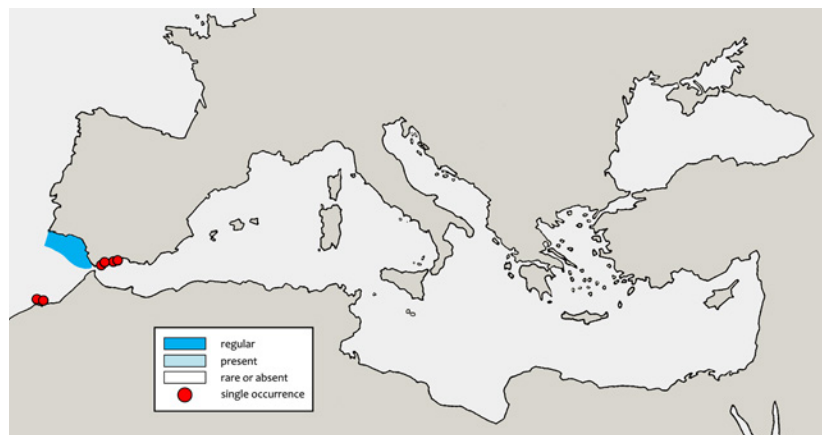 regular
present
rare or absent
single occurrence